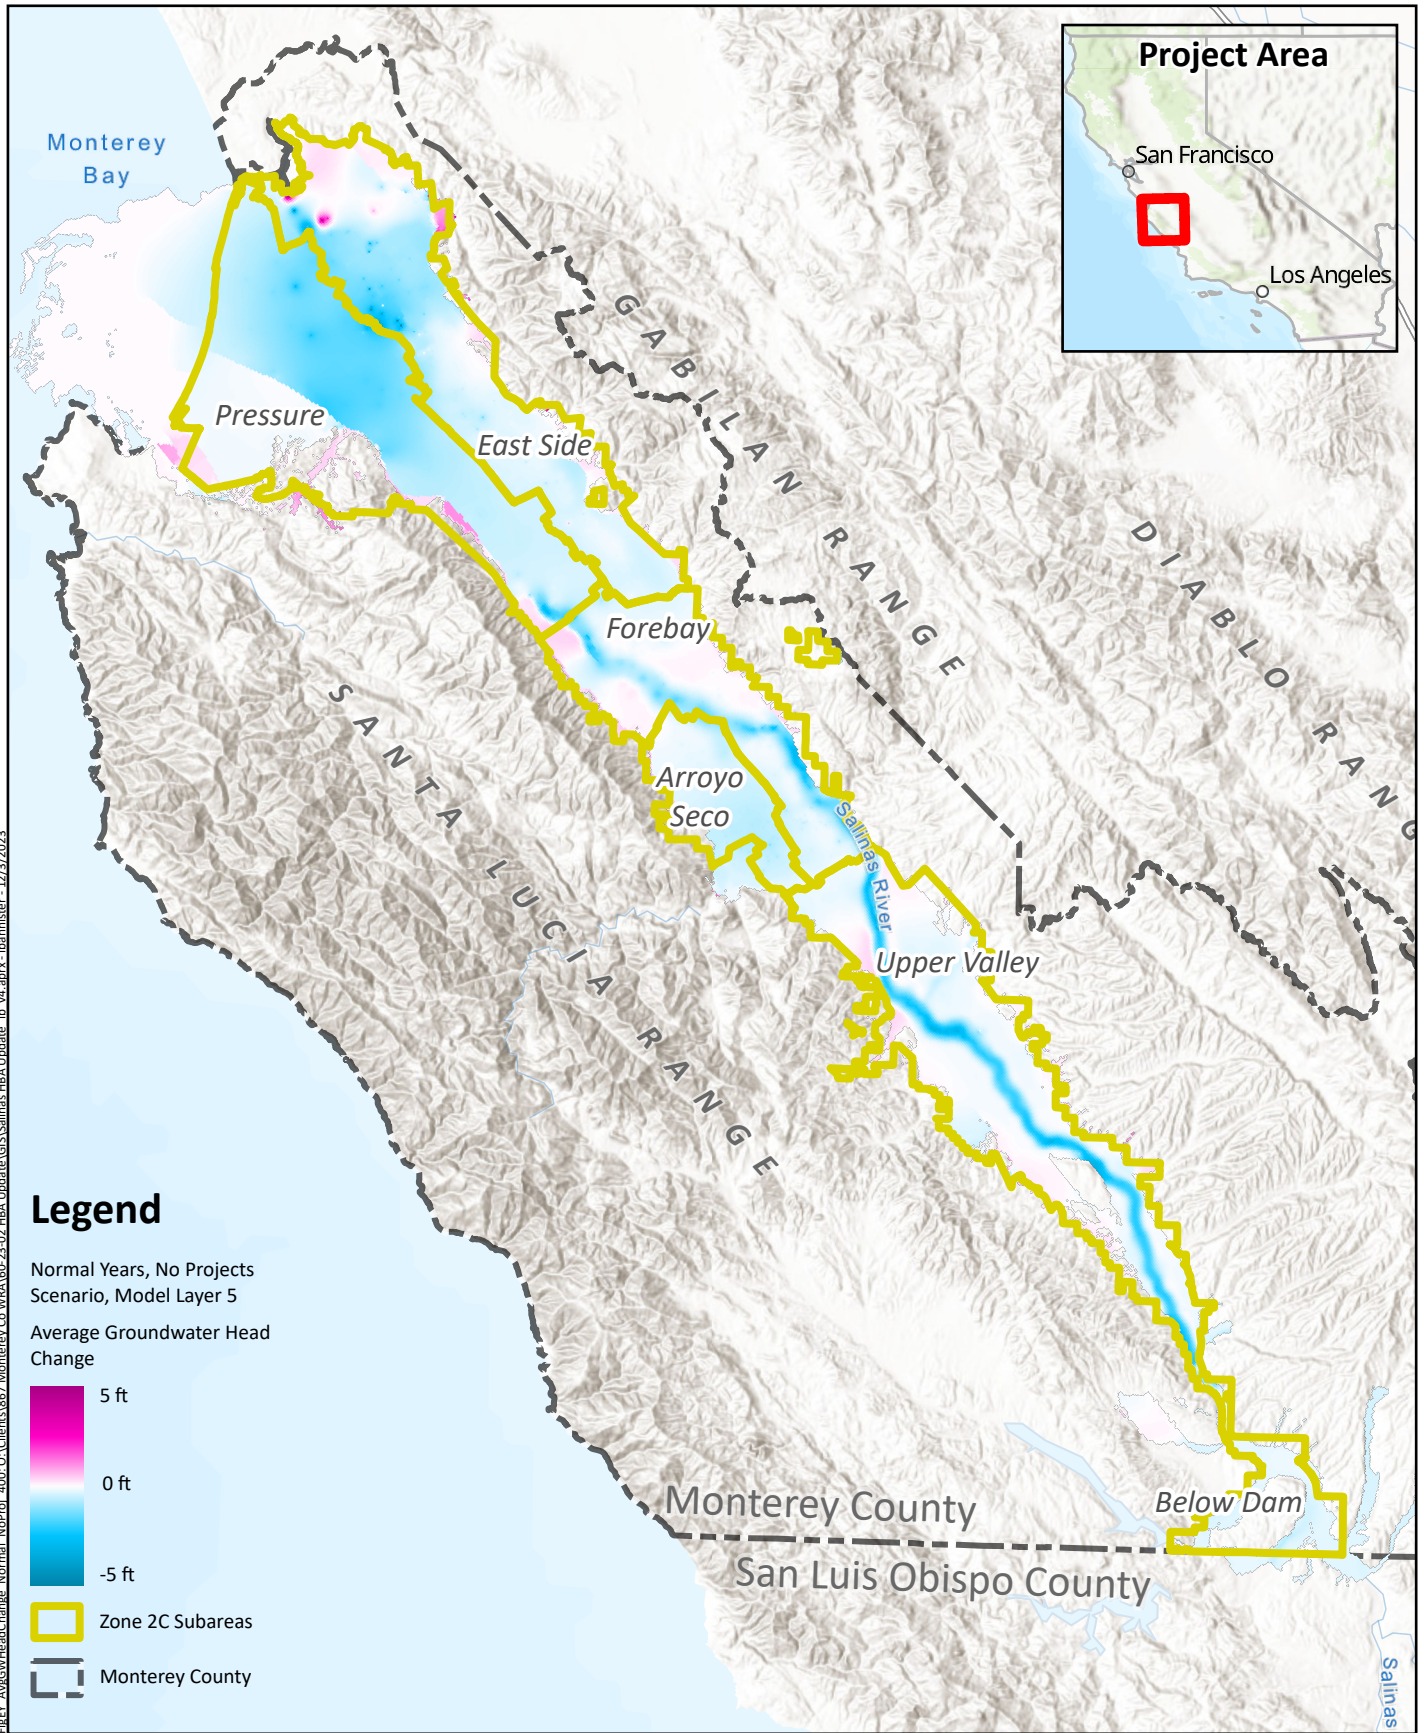 Project Area
San Francisco
Los Angeles
Monterey
Bay
GABILAN RANGE
DIABLO RANG
Pressure
East Side
Forebay
Arroyo
Seco
Salinas River
Upper Valley
SANTA LUCIA RANGE
Below Dam
Monterey County
San Luis Obispo County
Salinas
Legend
Normal Years, No Projects
Scenario, Model Layer 5
Average Groundwater Head
Change
5 ft
0 ft
-5 ft
Zone 2C Subareas
Monterey County